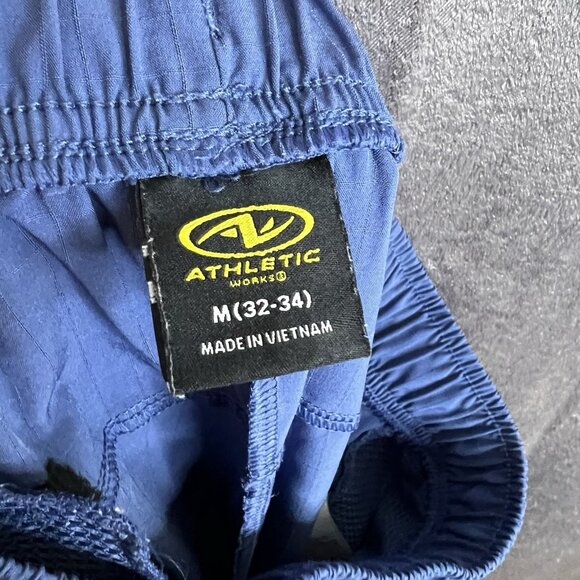 ATHLETIC
WORKS®
M(32-34)
MADE IN VIETNAM